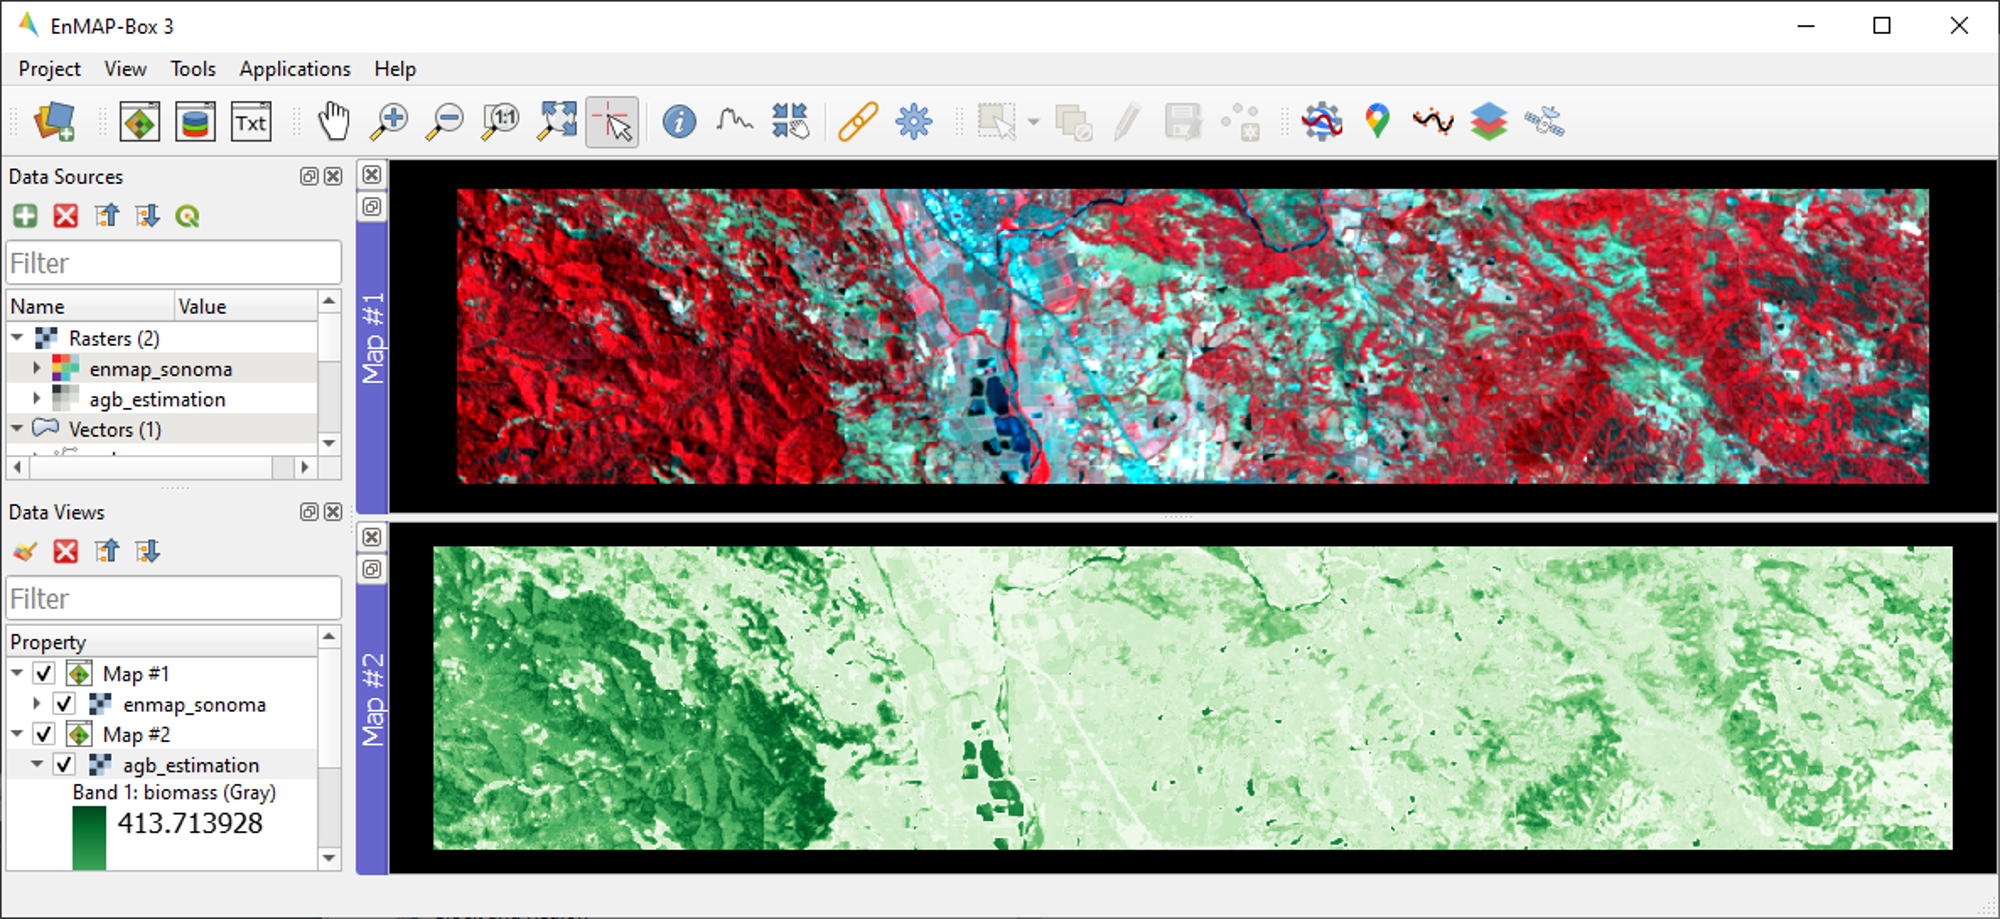 EnMAP-Box 3
Project View Tools Applications Help
Txt 1:1
Data Sources
Filter
Name Value
Rasters (2)
enmap_sonoma
agb_estimation
Vectors (1)
Data Views
Filter
Property
Map #1
enmap_sonoma
Map #2
agb_estimation
Band 1: biomass (Gray)
413.713928
Map #1
Map #2